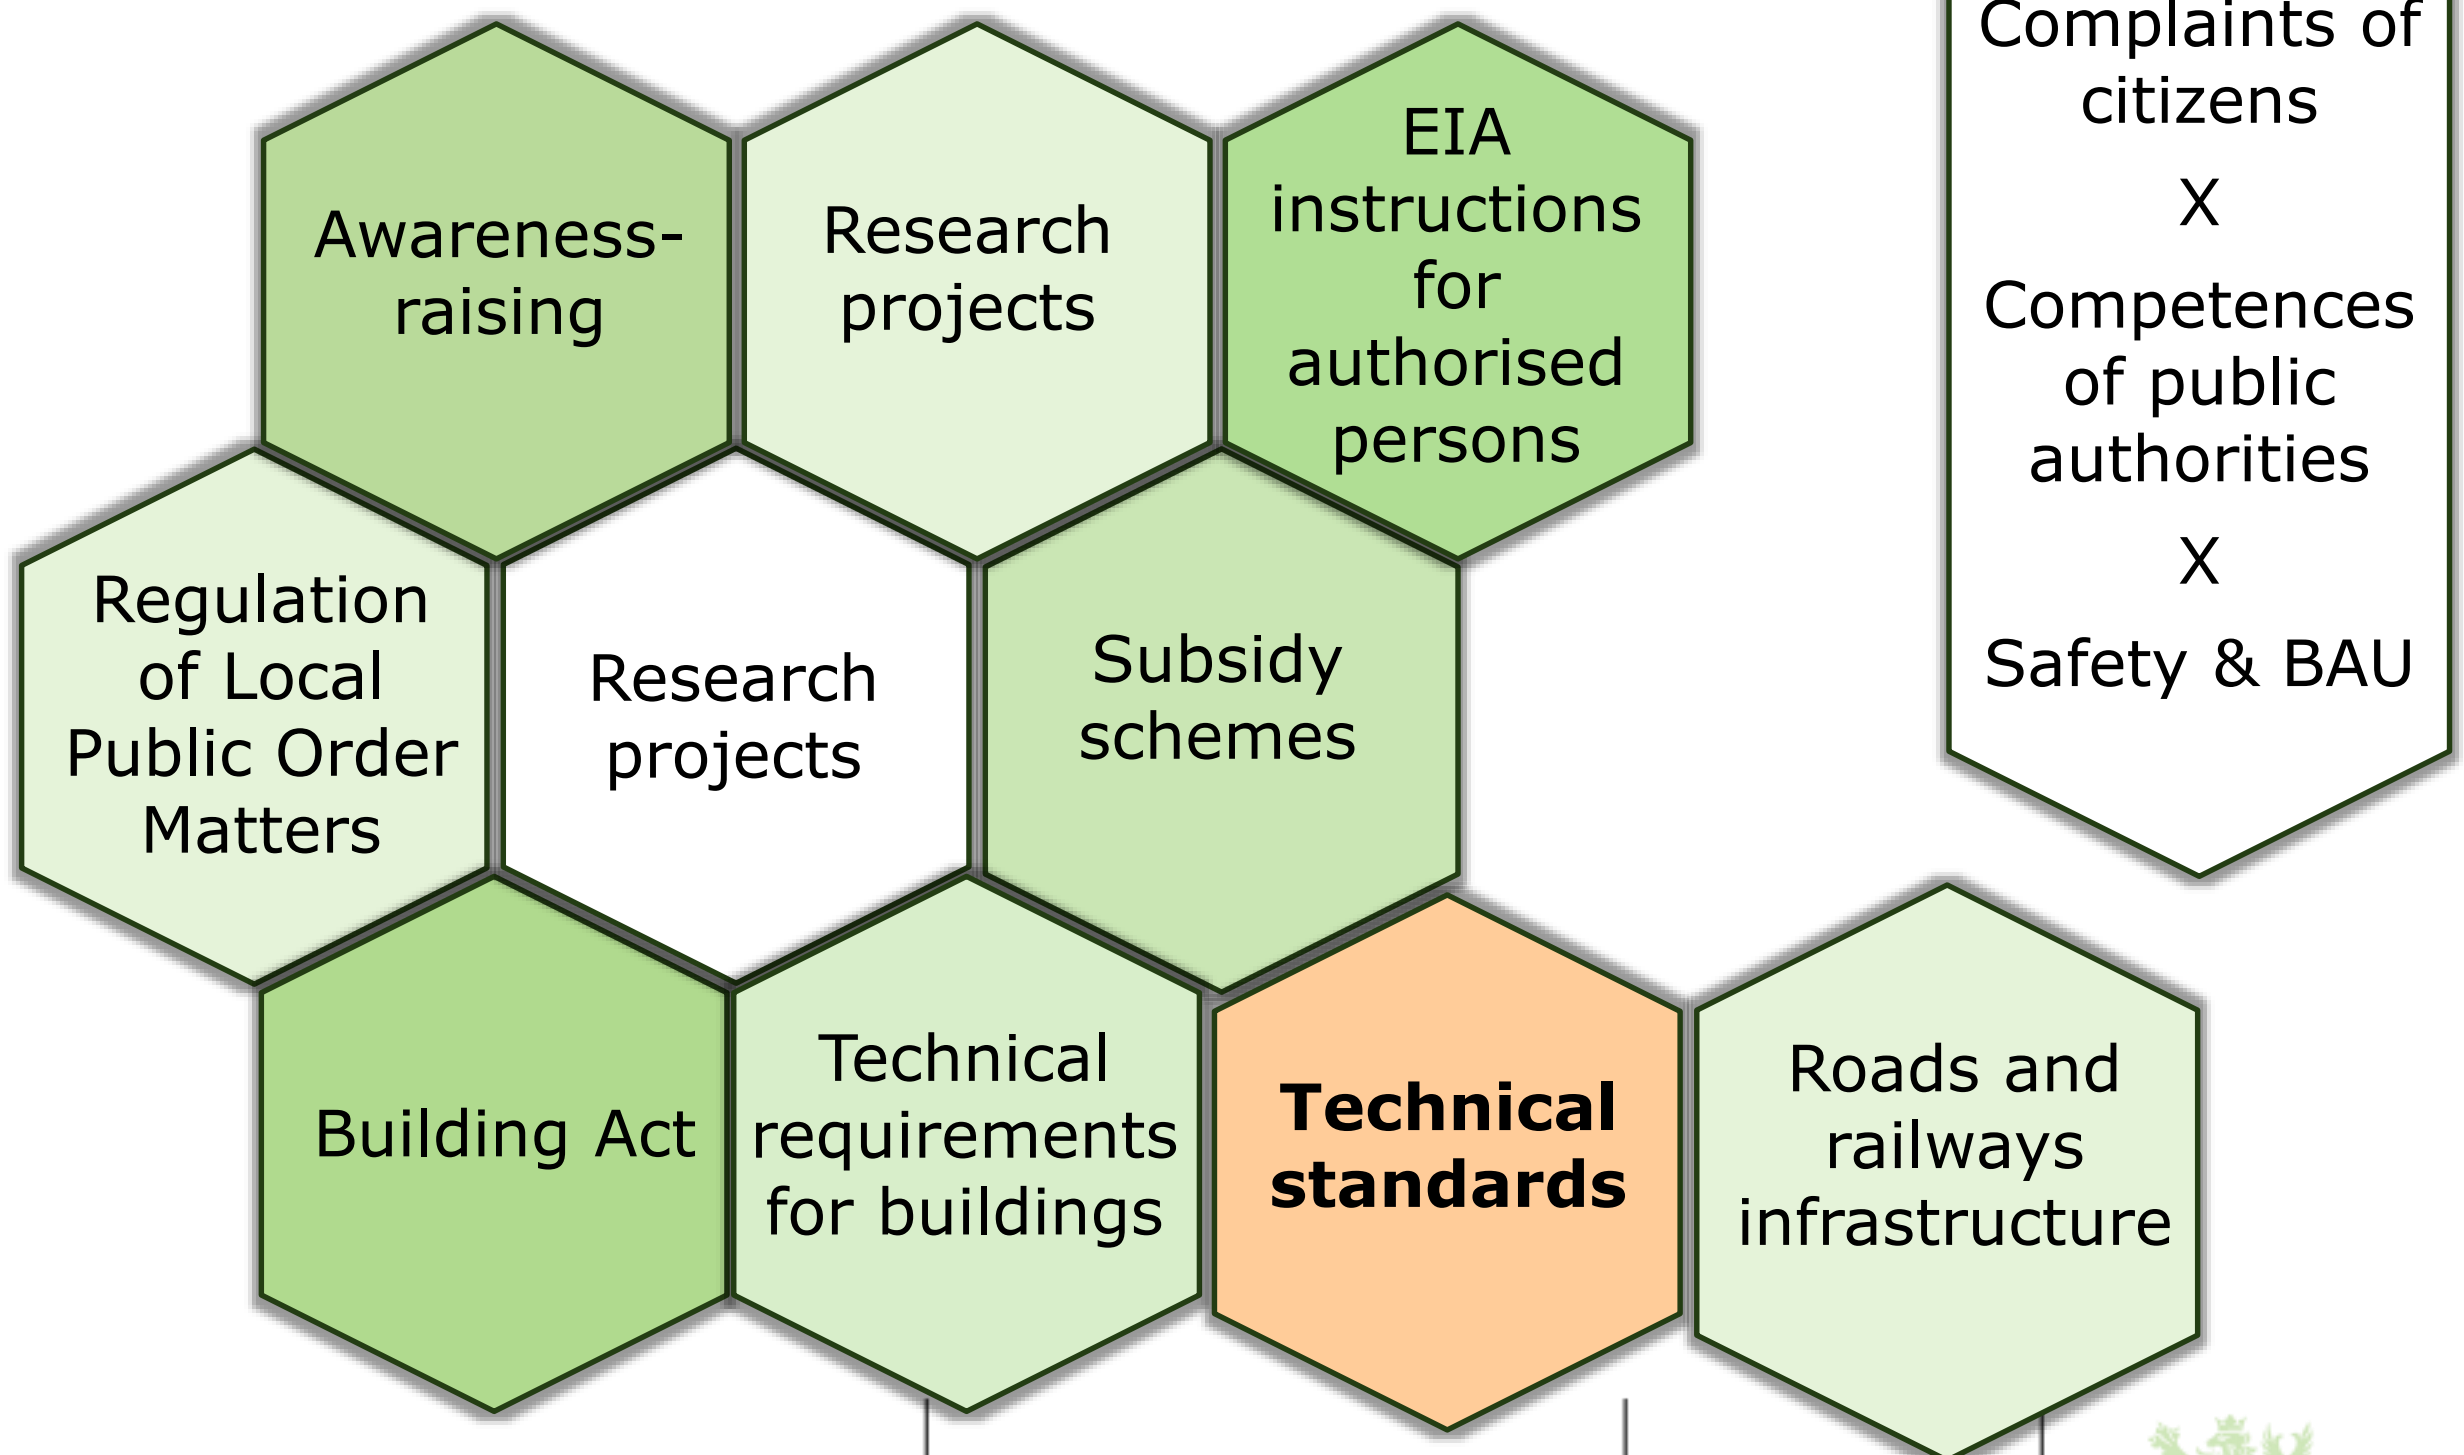 Awareness-
raising
Research
projects
EIA
instructions
for
authorised
persons
Complaints of
citizens
X
Competences
of public
authorities
X
Safety & BAU
Regulation
of Local
Public Order
Matters
Research
projects
Subsidy
schemes
Building Act
Technical
requirements
for buildings
Technical
standards
Roads and
railways
infrastructure